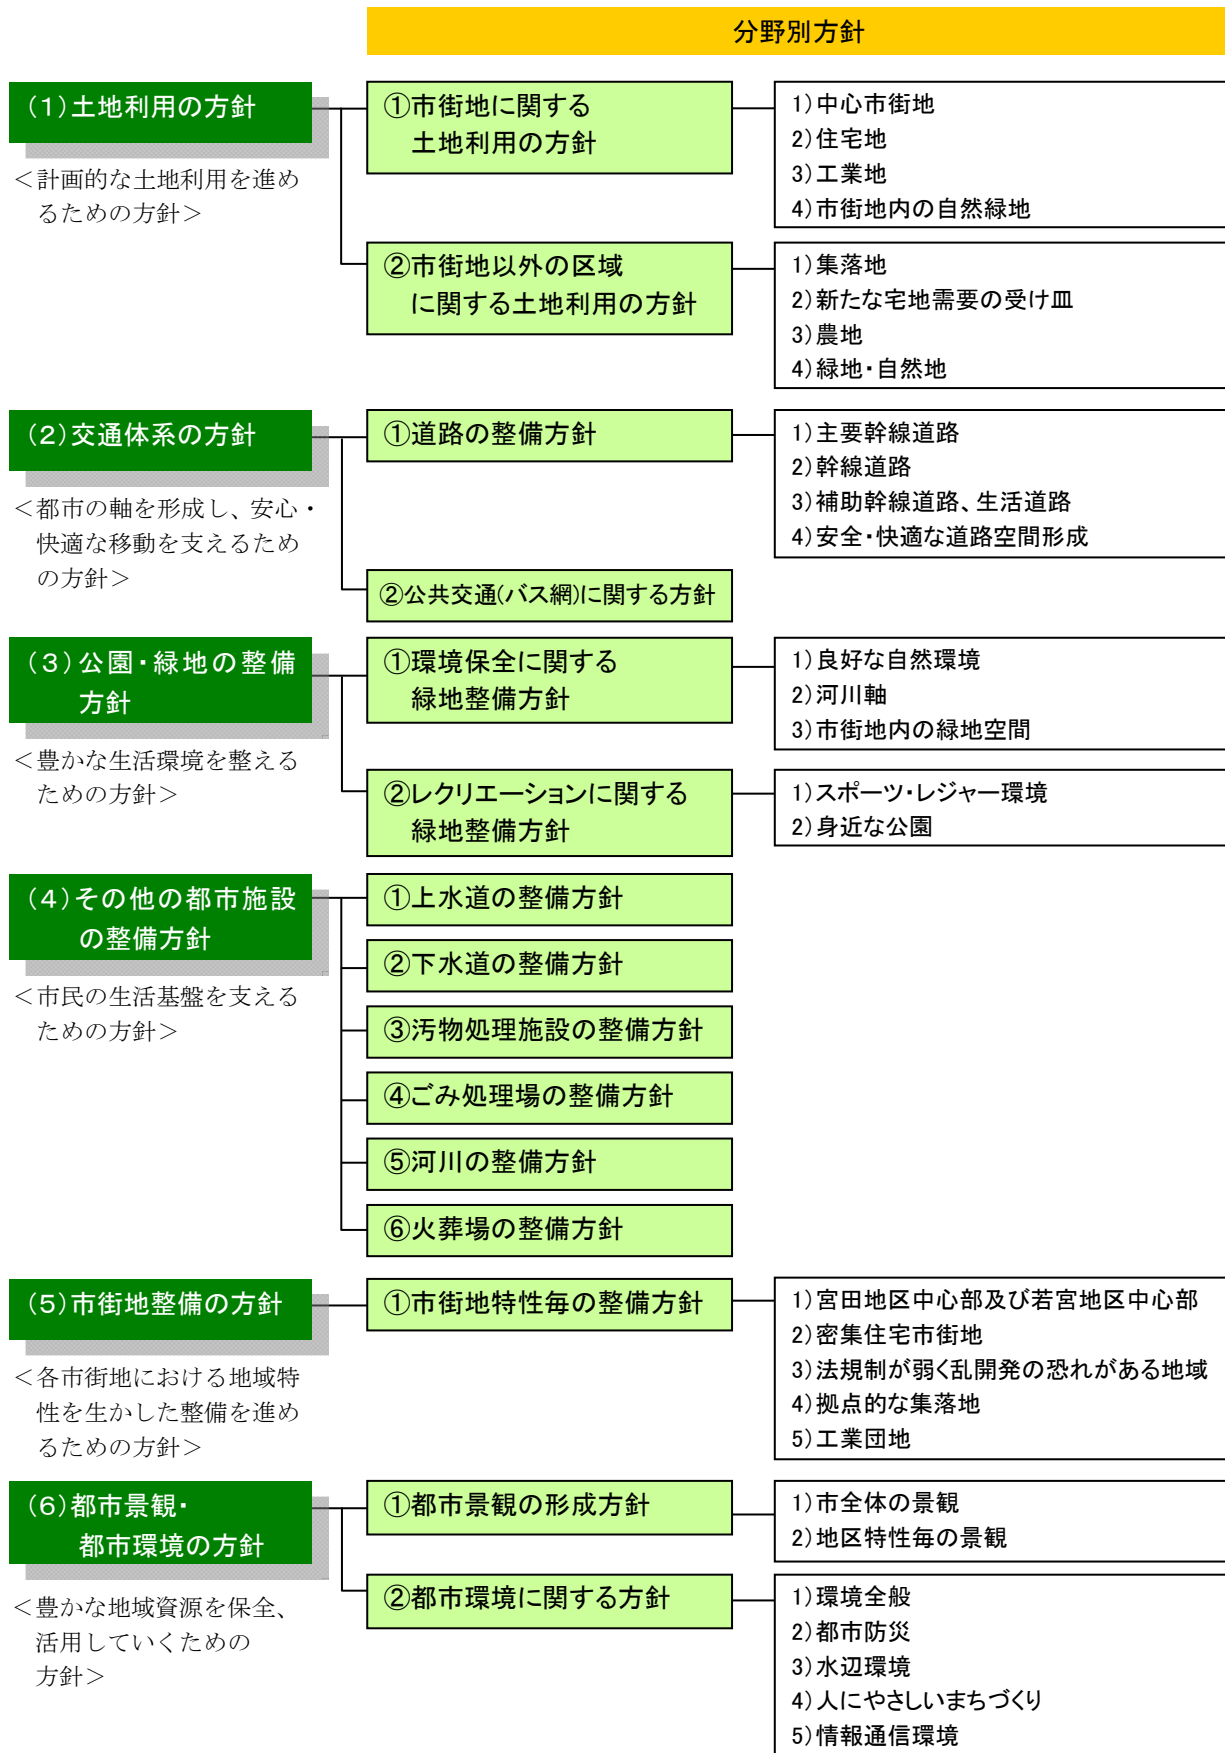 分野別方針
(1)土地利用の方針
＜計画的な土地利用を進め
るための方針＞
①市街地に関する
土地利用の方針
1)中心市街地
2)住宅地
3)工業地
4)市街地内の自然緑地
②市街地以外の区域
に関する土地利用の方針
1)集落地
2)新たな宅地需要の受け皿
3)農地
4)緑地・自然地
(2)交通体系の方針
＜都市の軸を形成し、安心・
快適な移動を支えるため
の方針＞
①道路の整備方針
1)主要幹線道路
2)幹線道路
3)補助幹線道路、生活道路
4)安全・快適な道路空間形成
②公共交通(バス網)に関する方針
(3)公園・緑地の整備
方針
＜豊かな生活環境を整える
ための方針＞
①環境保全に関する
緑地整備方針
1)良好な自然環境
2)河川軸
3)市街地内の緑地空間
②レクリエーションに関する
緑地整備方針
1)スポーツ・レジャー環境
2)身近な公園
(4)その他の都市施設
の整備方針
＜市民の生活基盤を支える
ための方針＞
①上水道の整備方針
②下水道の整備方針
③汚物処理施設の整備方針
④ごみ処理場の整備方針
⑤河川の整備方針
⑥火葬場の整備方針
(5)市街地整備の方針
＜各市街地における地域特
性を生かした整備を進め
るための方針＞
①市街地特性毎の整備方針
1)宮田地区中心部及び若宮地区中心部
2)密集住宅市街地
3)法規制が弱く乱開発の恐れがある地域
4)拠点的な集落地
5)工業団地
(6)都市景観・
都市環境の方針
＜豊かな地域資源を保全、
活用していくための
方針＞
①都市景観の形成方針
1)市全体の景観
2)地区特性毎の景観
②都市環境に関する方針
1)環境全般
2)都市防災
3)水辺環境
4)人にやさしいまちづくり
5)情報通信環境